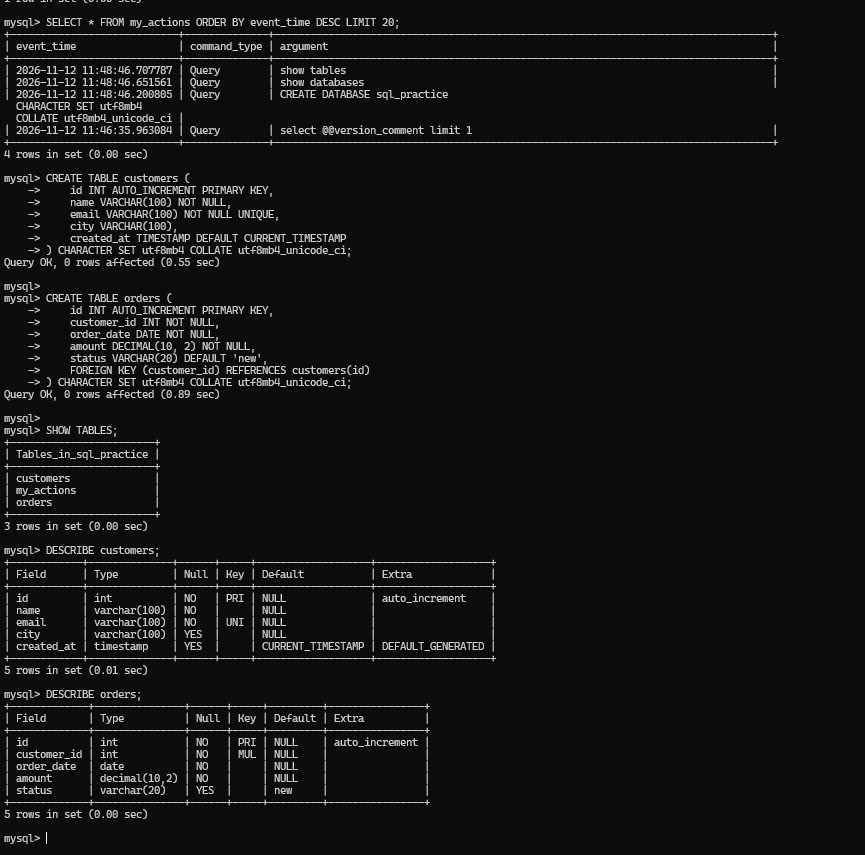 1 row in set (0.00 sec)
mysql> SELECT * FROM my_actions ORDER BY event_time DESC LIMIT 20;
| event_time | command_type | argument |
| 2026-11-12 11:48:46.707787 | Query | show tables |
| 2026-11-12 11:48:46.651561 | Query | show databases |
| 2026-11-12 11:48:46.200805 | Query | CREATE DATABASE sql_practice
CHARACTER SET utf8mb4
COLLATE utf8mb4_unicode_ci |
| 2026-11-12 11:46:35.963084 | Query | select @@version_comment limit 1 |
4 rows in set (0.00 sec)
mysql> CREATE TABLE customers (
-> id INT AUTO_INCREMENT PRIMARY KEY,
-> name VARCHAR(100) NOT NULL,
-> email VARCHAR(100) NOT NULL UNIQUE,
-> city VARCHAR(100),
-> created_at TIMESTAMP DEFAULT CURRENT_TIMESTAMP
-> ) CHARACTER SET utf8mb4 COLLATE utf8mb4_unicode_ci;
Query OK, 0 rows affected (0.55 sec)
mysql>
mysql> CREATE TABLE orders (
-> id INT AUTO_INCREMENT PRIMARY KEY,
-> customer_id INT NOT NULL,
-> order_date DATE NOT NULL,
-> amount DECIMAL(10, 2) NOT NULL,
-> status VARCHAR(20) DEFAULT 'new',
-> FOREIGN KEY (customer_id) REFERENCES customers(id)
-> ) CHARACTER SET utf8mb4 COLLATE utf8mb4_unicode_ci;
Query OK, 0 rows affected (0.89 sec)
mysql>
mysql> SHOW TABLES;
| Tables_in_sql_practice |
| customers |
| my_actions |
| orders |
3 rows in set (0.00 sec)
mysql> DESCRIBE customers;
| Field | Type | Null | Key | Default | Extra |
| id | int | NO | PRI | NULL | auto_increment |
| name | varchar(100) | NO | | NULL | |
| email | varchar(100) | NO | UNI | NULL | |
| city | varchar(100) | YES | | NULL | |
| created_at | timestamp | YES | | CURRENT_TIMESTAMP | DEFAULT_GENERATED |
5 rows in set (0.01 sec)
mysql> DESCRIBE orders;
| Field | Type | Null | Key | Default | Extra |
| id | int | NO | PRI | NULL | auto_increment |
| customer_id | int | NO | MUL | NULL | |
| order_date | date | NO | | NULL | |
| amount | decimal(10,2) | NO | | NULL | |
| status | varchar(20) | YES | | new | |
5 rows in set (0.00 sec)
mysql>